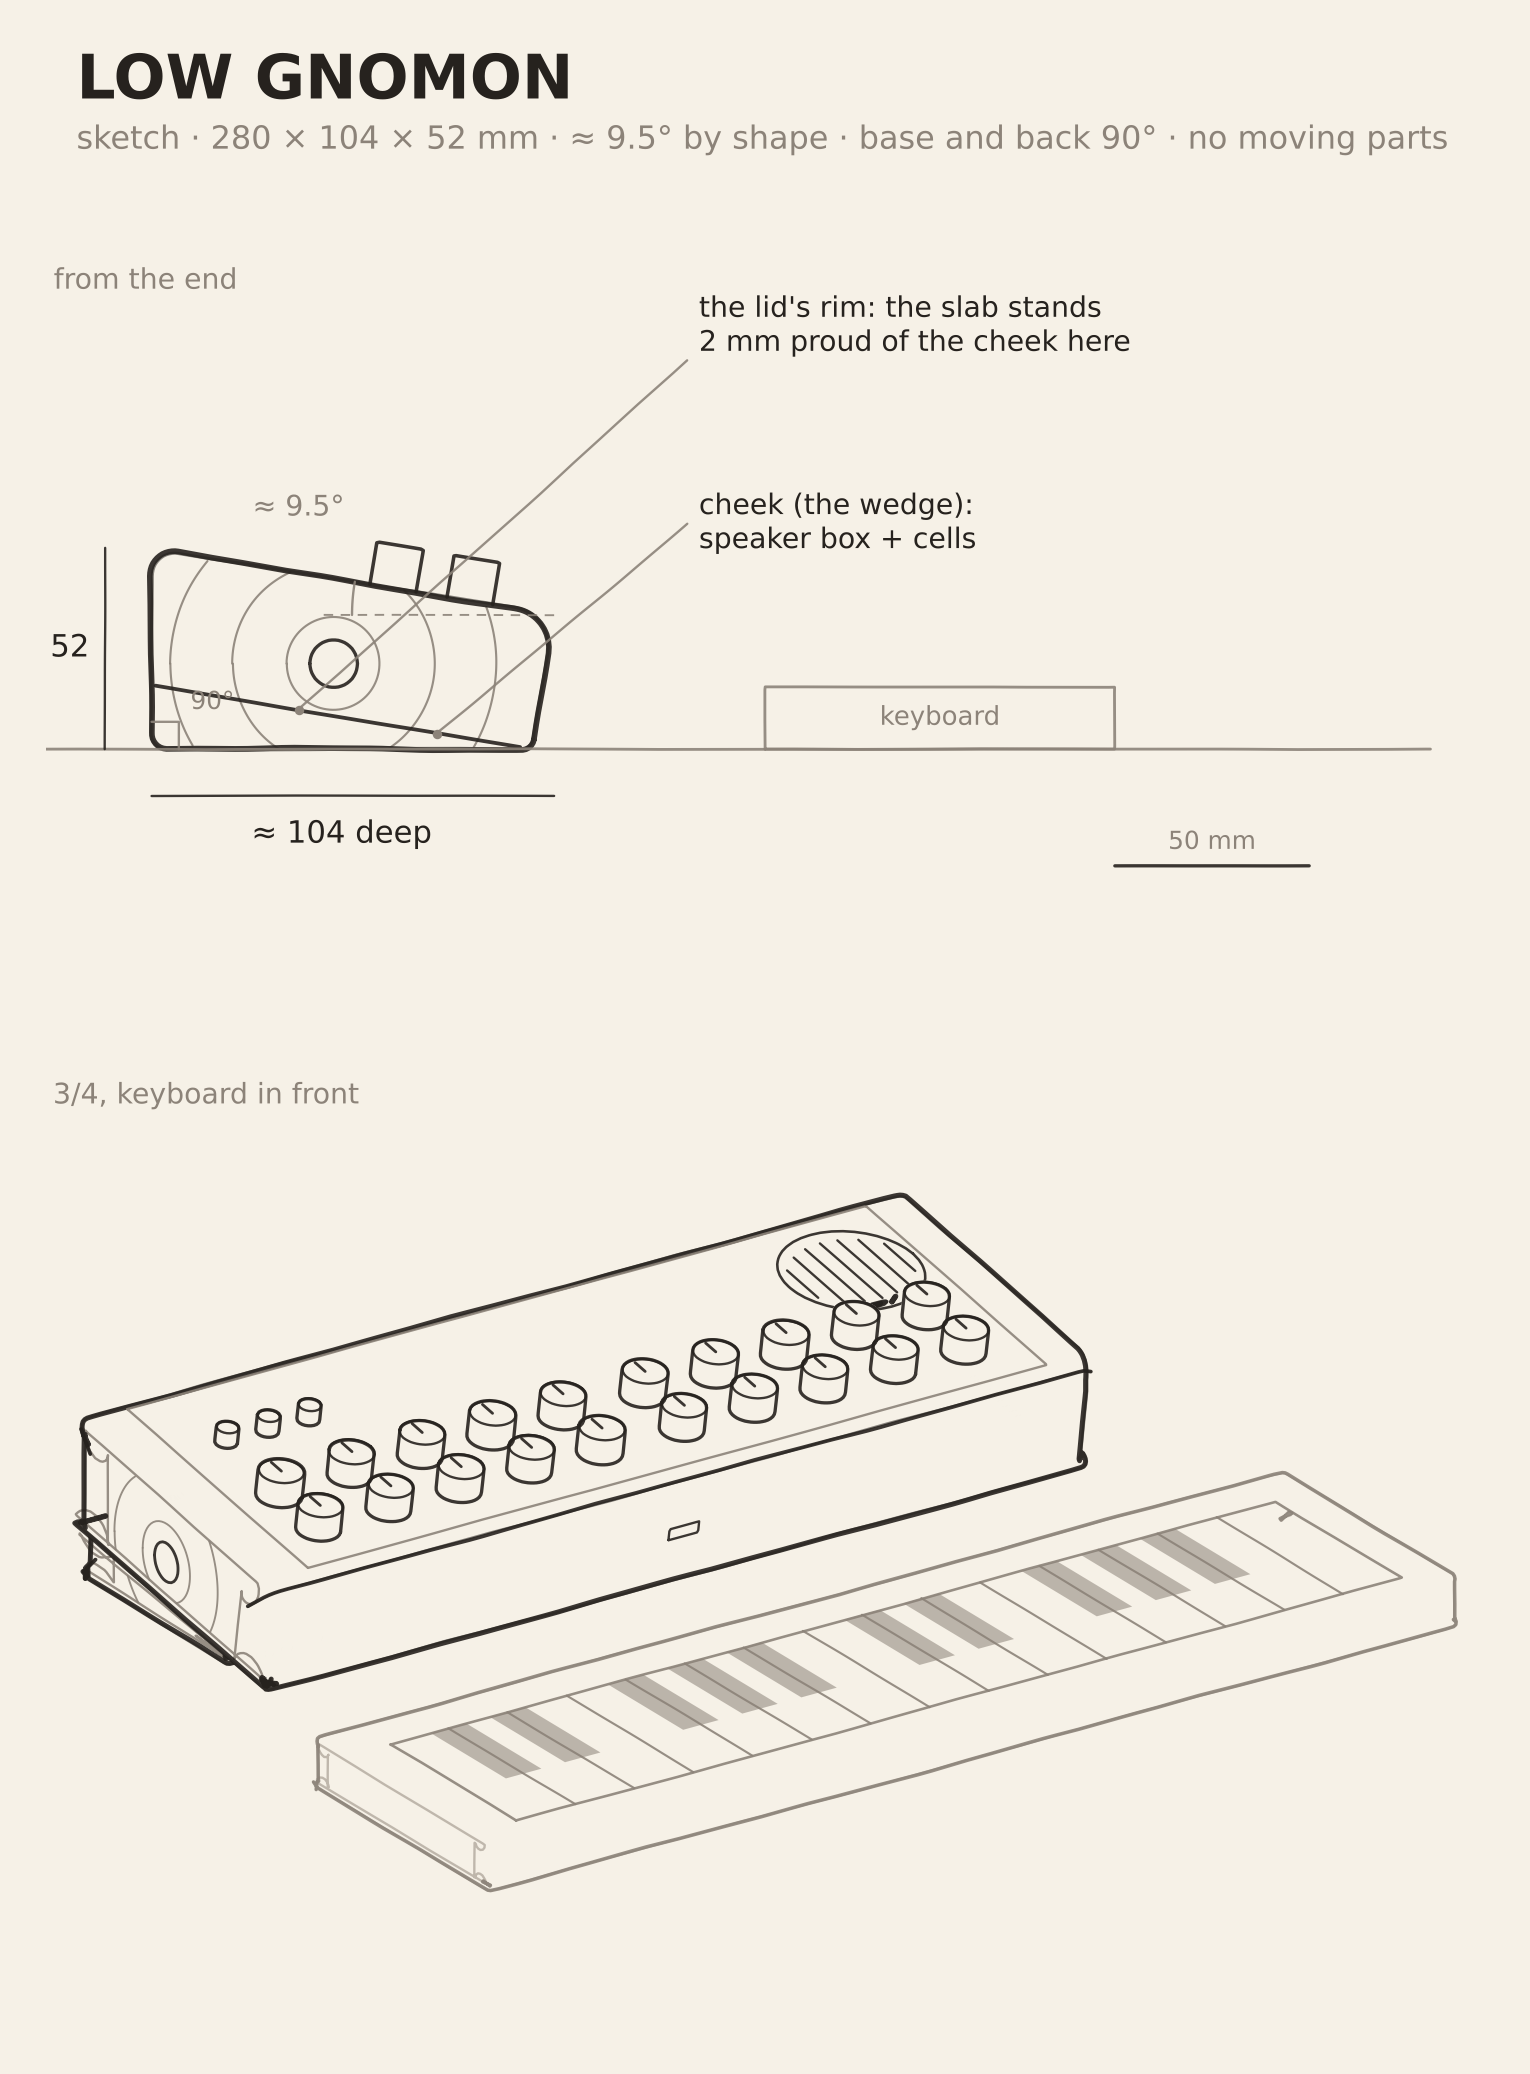 LOW GNOMON
sketch · 280 × 104 × 52 mm · ≈ 9.5° by shape · base and back 90° · no moving parts
from the end
the lid's rim: the slab stands
2 mm proud of the cheek here
≈ 9.5°
cheek (the wedge):
speaker box + cells
52
90°
keyboard
≈ 104 deep
50 mm
3/4, keyboard in front